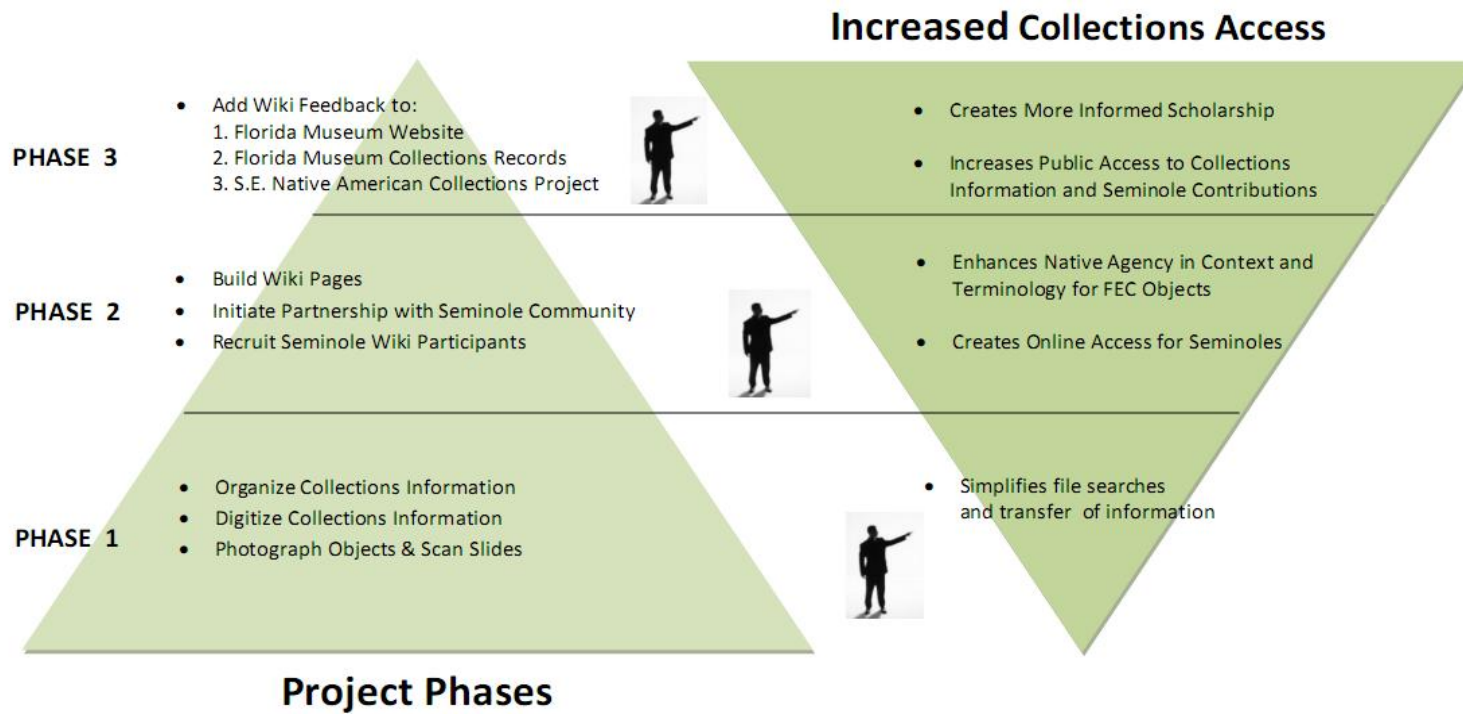 Increased Collections Access
PHASE 3
• Add Wiki Feedback to:
1. Florida Museum Website
2. Florida Museum Collections Records
3. S.E. Native American Collections Project
• Creates More Informed Scholarship
• Increases Public Access to Collections
Information and Seminole Contributions
PHASE 2
• Build Wiki Pages
• Initiate Partnership with Seminole Community
• Recruit Seminole Wiki Participants
• Enhances Native Agency in Context and
Terminology for FEC Objects
• Creates Online Access for Seminoles
PHASE 1
• Organize Collections Information
• Digitize Collections Information
• Photograph Objects & Scan Slides
• Simplifies file searches
and transfer of information
Project Phases